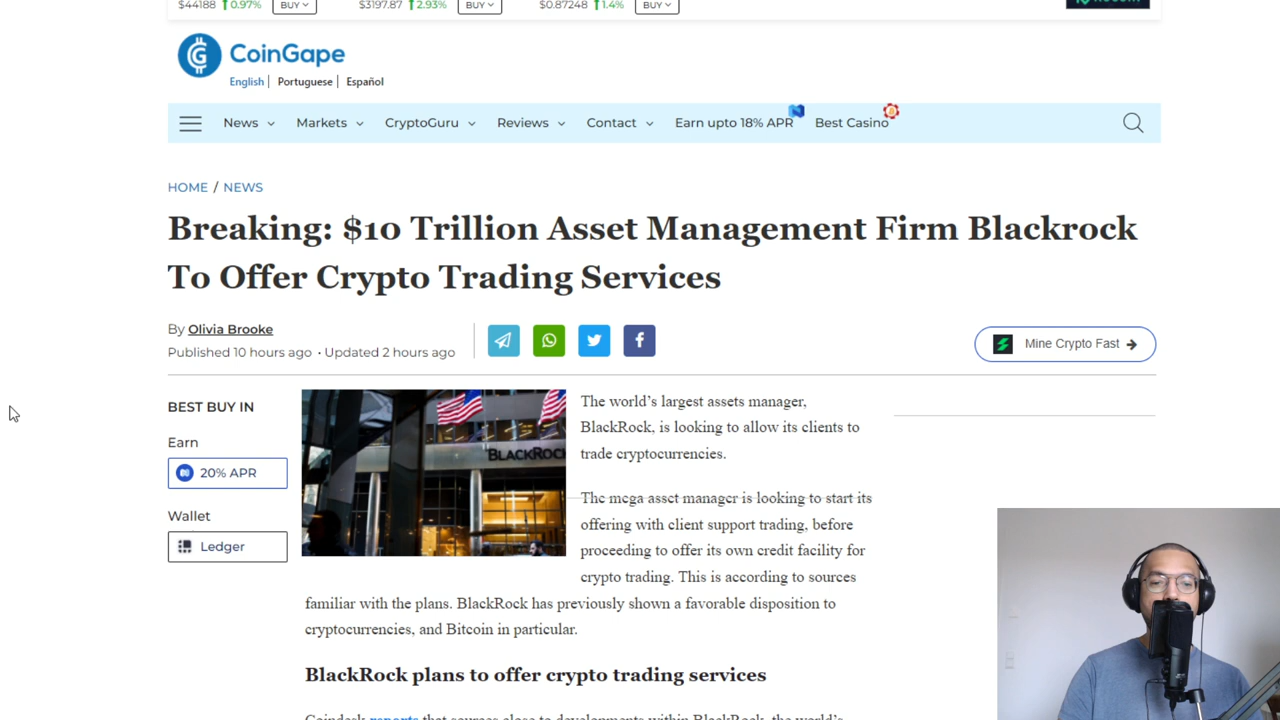 $44188 0.97% BUY $3197.87 2.93% BUY $0.87248 1.4% BUY
CoinGape
English | Portuguese | Español
News Markets CryptoGuru Reviews Contact Earn upto 18% APR Best Casino
HOME / NEWS
Breaking: $10 Trillion Asset Management Firm Blackrock
To Offer Crypto Trading Services
By Olivia Brooke
Published 10 hours ago • Updated 2 hours ago
Mine Crypto Fast
BEST BUY IN
Earn
20% APR
Wallet
Ledger
BLACKROCK
The world's largest assets manager,
BlackRock, is looking to allow its clients to
trade cryptocurrencies.
The mega asset manager is looking to start its
offering with client support trading, before
proceeding to offer its own credit facility for
crypto trading. This is according to sources
familiar with the plans. BlackRock has previously shown a favorable disposition to
cryptocurrencies, and Bitcoin in particular.
BlackRock plans to offer crypto trading services
Coindesk reports that sources close to developments within BlackRock, the world's